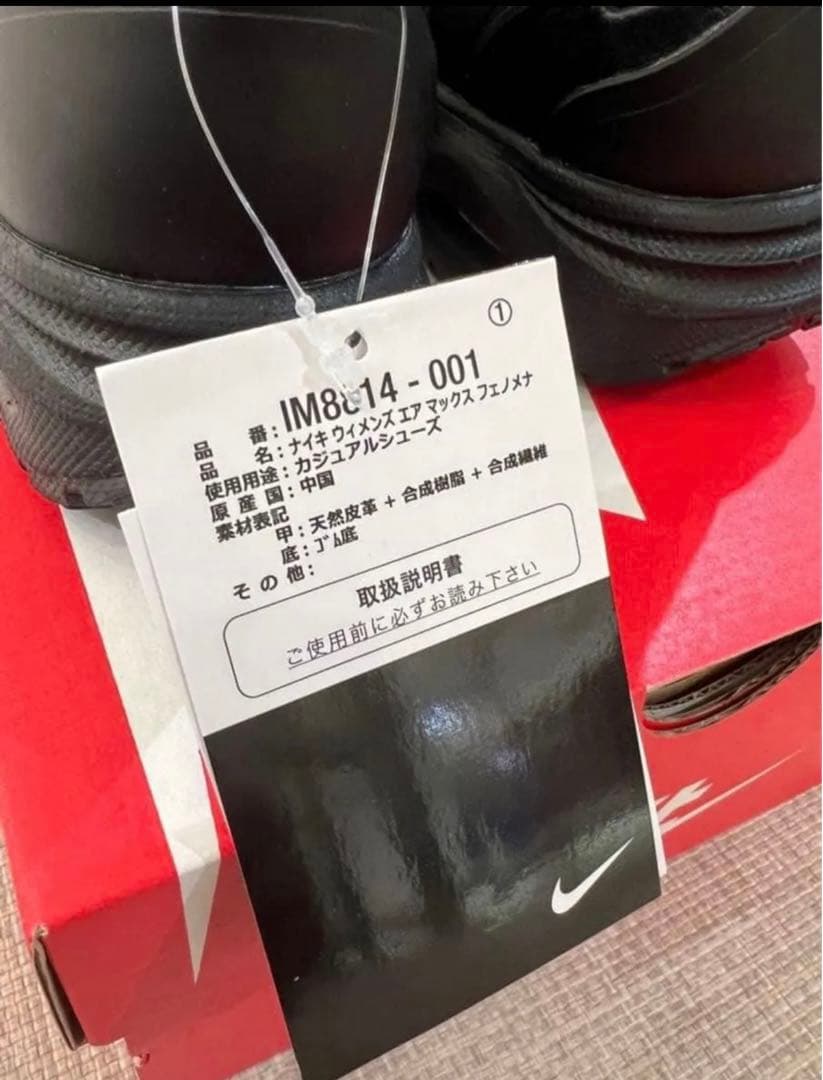 ①
品番：IM8814 - 001
品名：ナイキ ウィメンズ エア マックス フェノメナ
使用用途：カジュアルシューズ
原産国：中国
素材表記
甲：天然皮革 + 合成樹脂 + 合成繊維
底：ｺﾞﾑ底
その他：
取扱説明書
ご使用前に必ずお読み下さい